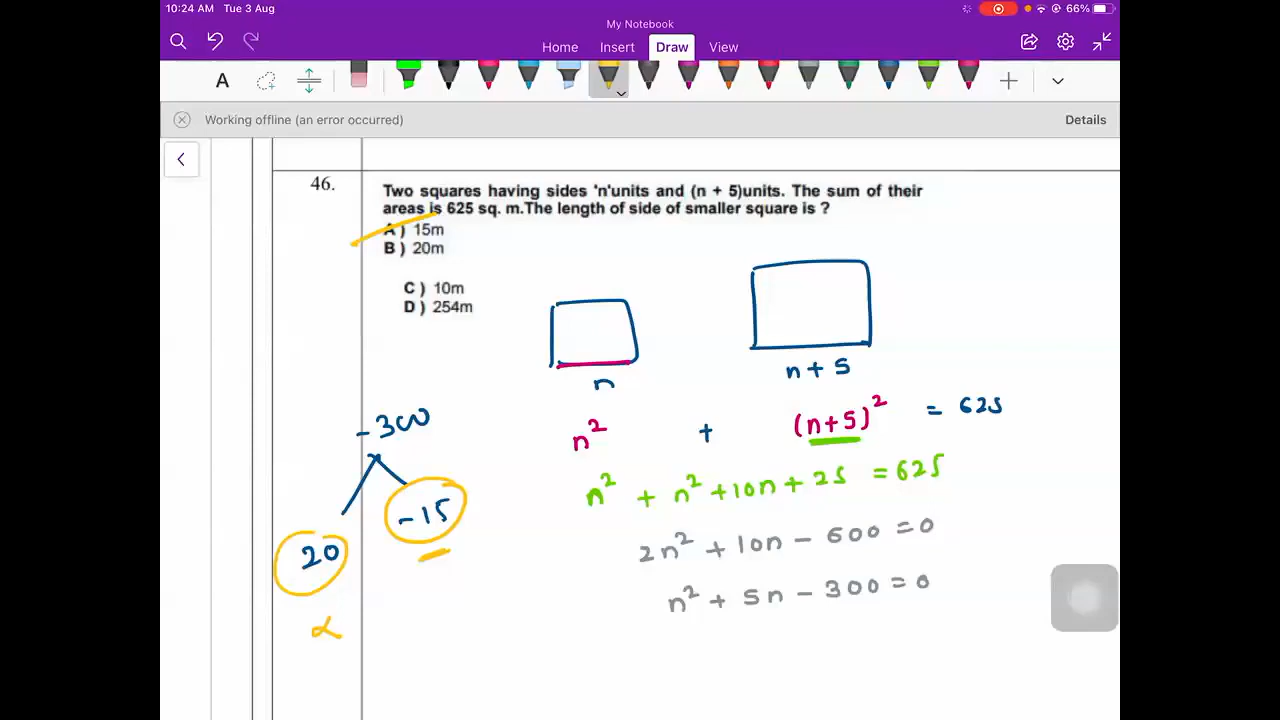 10:24 AM Tue 3 Aug
66%
My Notebook
Home Insert Draw View
A
Working offline (an error occurred)
Details
46.
Two squares having sides 'n'units and (n + 5)units. The sum of their
areas is 625 sq. m.The length of side of smaller square is ?
A ) 15m
B ) 20m
C ) 10m
D ) 254m
n
n + 5
n² + (n+5)² = 625
-300
n² + n² +10n + 25 = 625
-15
2n² + 10n - 600 = 0
20
n² + 5n - 300 = 0